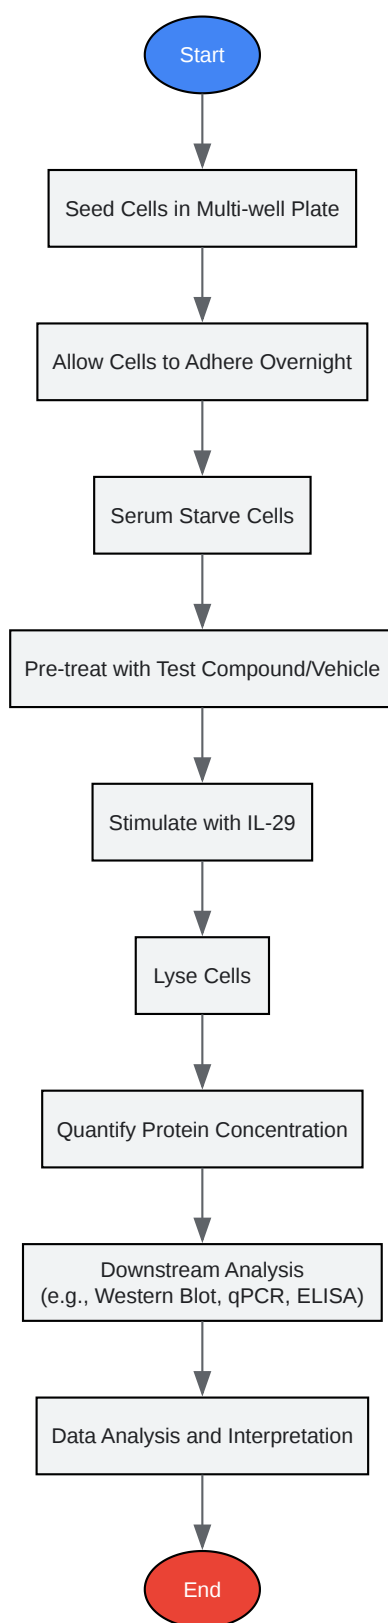 Start
Seed Cells in Multi-well Plate
Allow Cells to Adhere Overnight
Serum Starve Cells
Pre-treat with Test Compound/Vehicle
Stimulate with IL-29
Lyse Cells
Quantify Protein Concentration
Downstream Analysis
(e.g., Western Blot, qPCR, ELISA)
Data Analysis and Interpretation
End